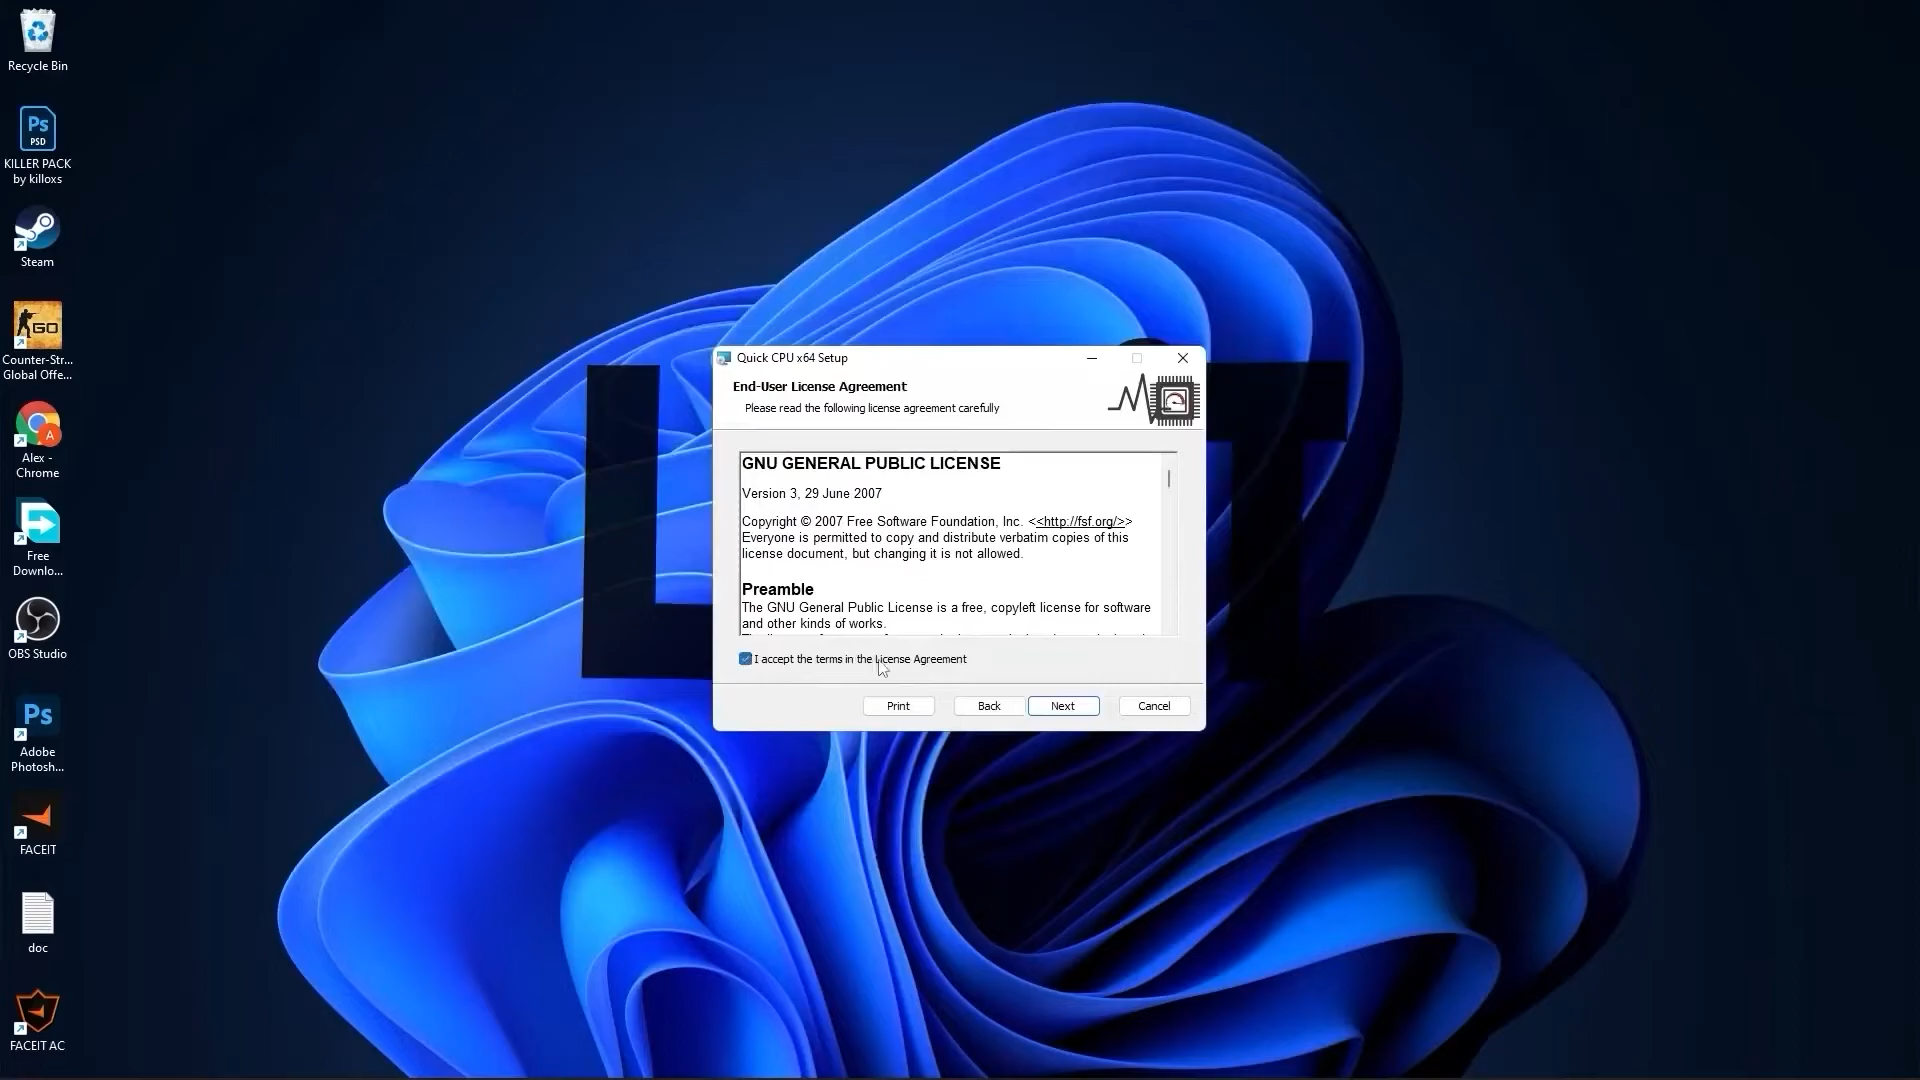 Recycle Bin
Ps
PSD
KILLER PACK
by killoxs
Steam
GO
Counter-Str...
Global Offe...
A
Alex -
Chrome
Free
Downlo...
OBS Studio
Ps
Adobe
Photosh...
FACEIT
doc
FACEIT AC
Quick CPU x64 Setup
End-User License Agreement
Please read the following license agreement carefully
GNU GENERAL PUBLIC LICENSE
Version 3, 29 June 2007
Copyright © 2007 Free Software Foundation, Inc. <<http://fsf.org/>>
Everyone is permitted to copy and distribute verbatim copies of this
license document, but changing it is not allowed.
Preamble
The GNU General Public License is a free, copyleft license for software
and other kinds of works.
I accept the terms in the License Agreement
Print
Back
Next
Cancel